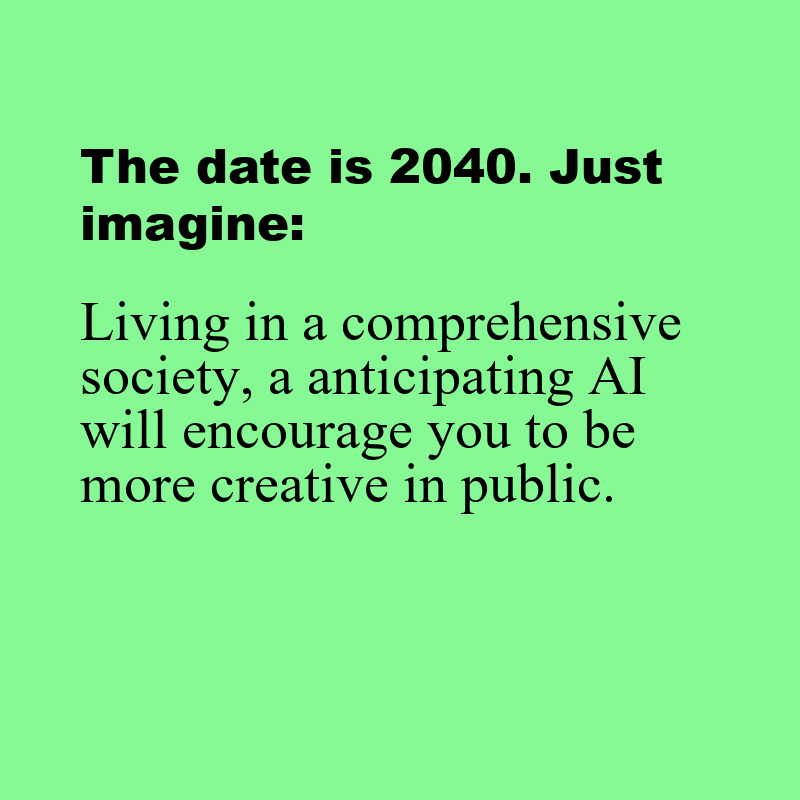 The date is 2040. Just
imagine:
Living in a comprehensive
society, a anticipating AI
will encourage you to be
more creative in public.